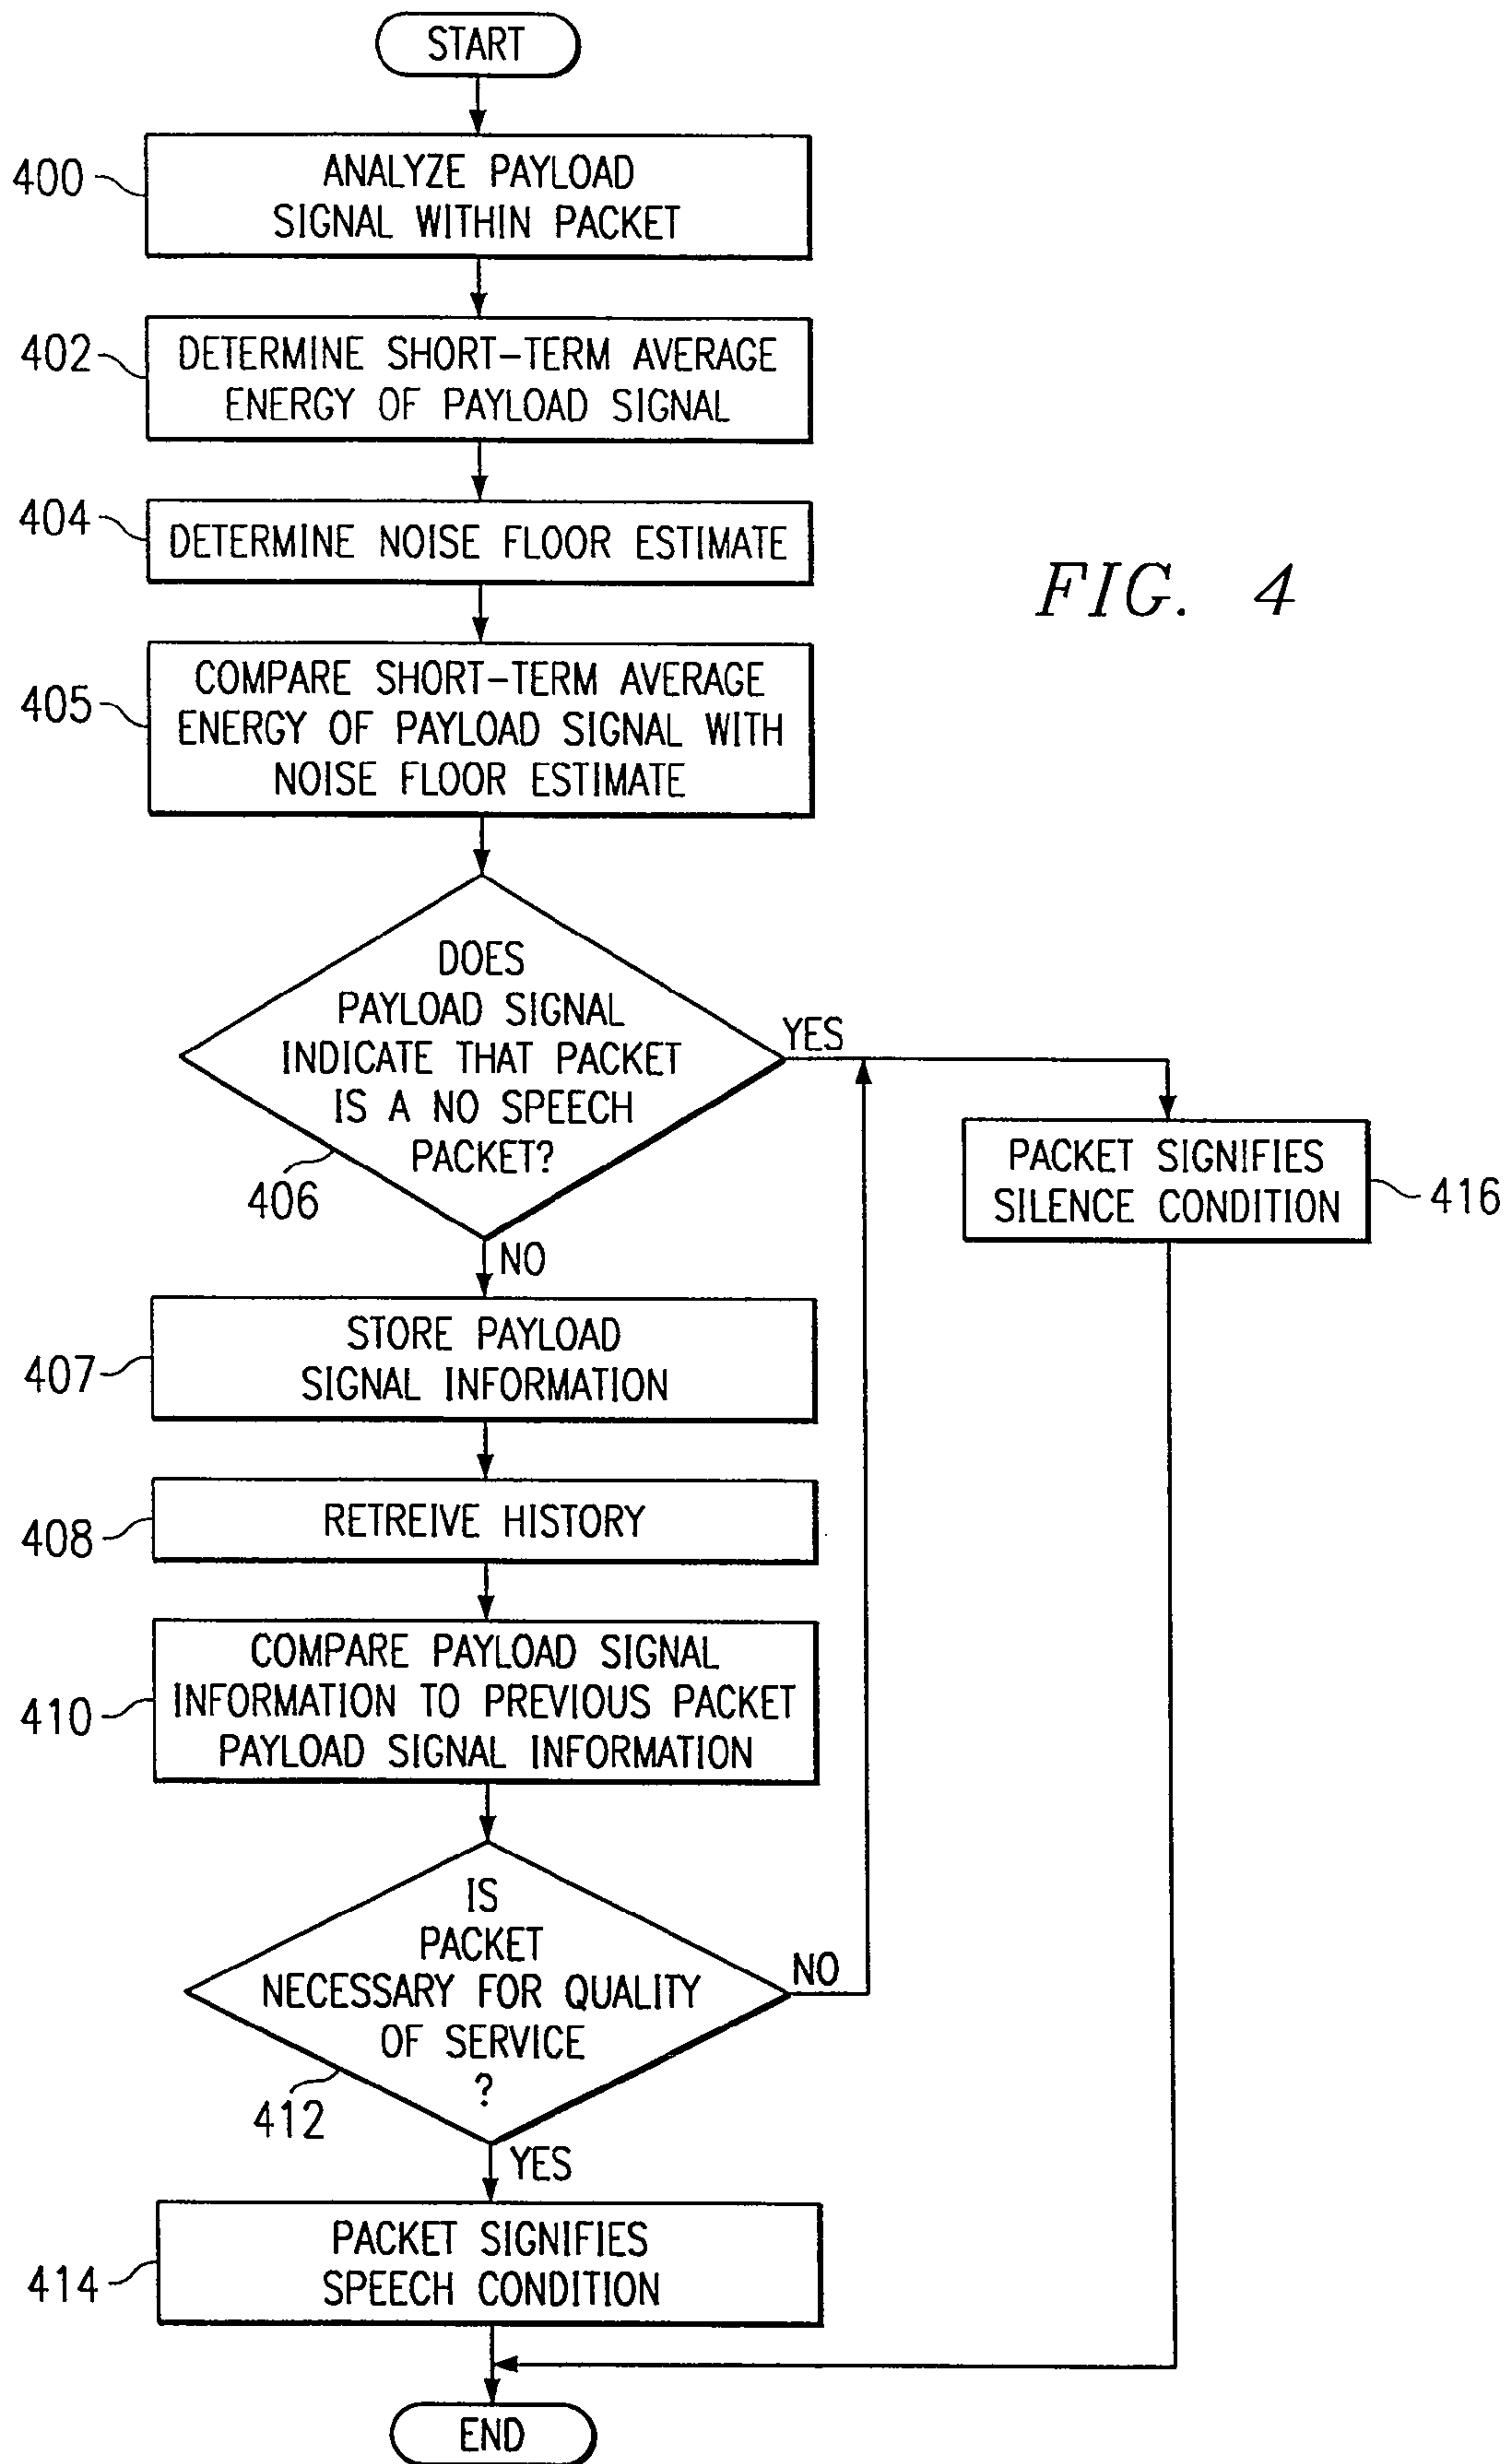 START
400
ANALYZE PAYLOAD
SIGNAL WITHIN PACKET
402
DETERMINE SHORT-TERM AVERAGE
ENERGY OF PAYLOAD SIGNAL
404
DETERMINE NOISE FLOOR ESTIMATE
FIG. 4
405
COMPARE SHORT-TERM AVERAGE
ENERGY OF PAYLOAD SIGNAL WITH
NOISE FLOOR ESTIMATE
DOES
PAYLOAD SIGNAL
INDICATE THAT PACKET
IS A NO SPEECH
PACKET?
406
YES
PACKET SIGNIFIES
SILENCE CONDITION
416
NO
407
STORE PAYLOAD
SIGNAL INFORMATION
408
RETREIVE HISTORY
410
COMPARE PAYLOAD SIGNAL
INFORMATION TO PREVIOUS PACKET
PAYLOAD SIGNAL INFORMATION
IS
PACKET
NECESSARY FOR QUALITY
OF SERVICE
?
412
NO
YES
414
PACKET SIGNIFIES
SPEECH CONDITION
END